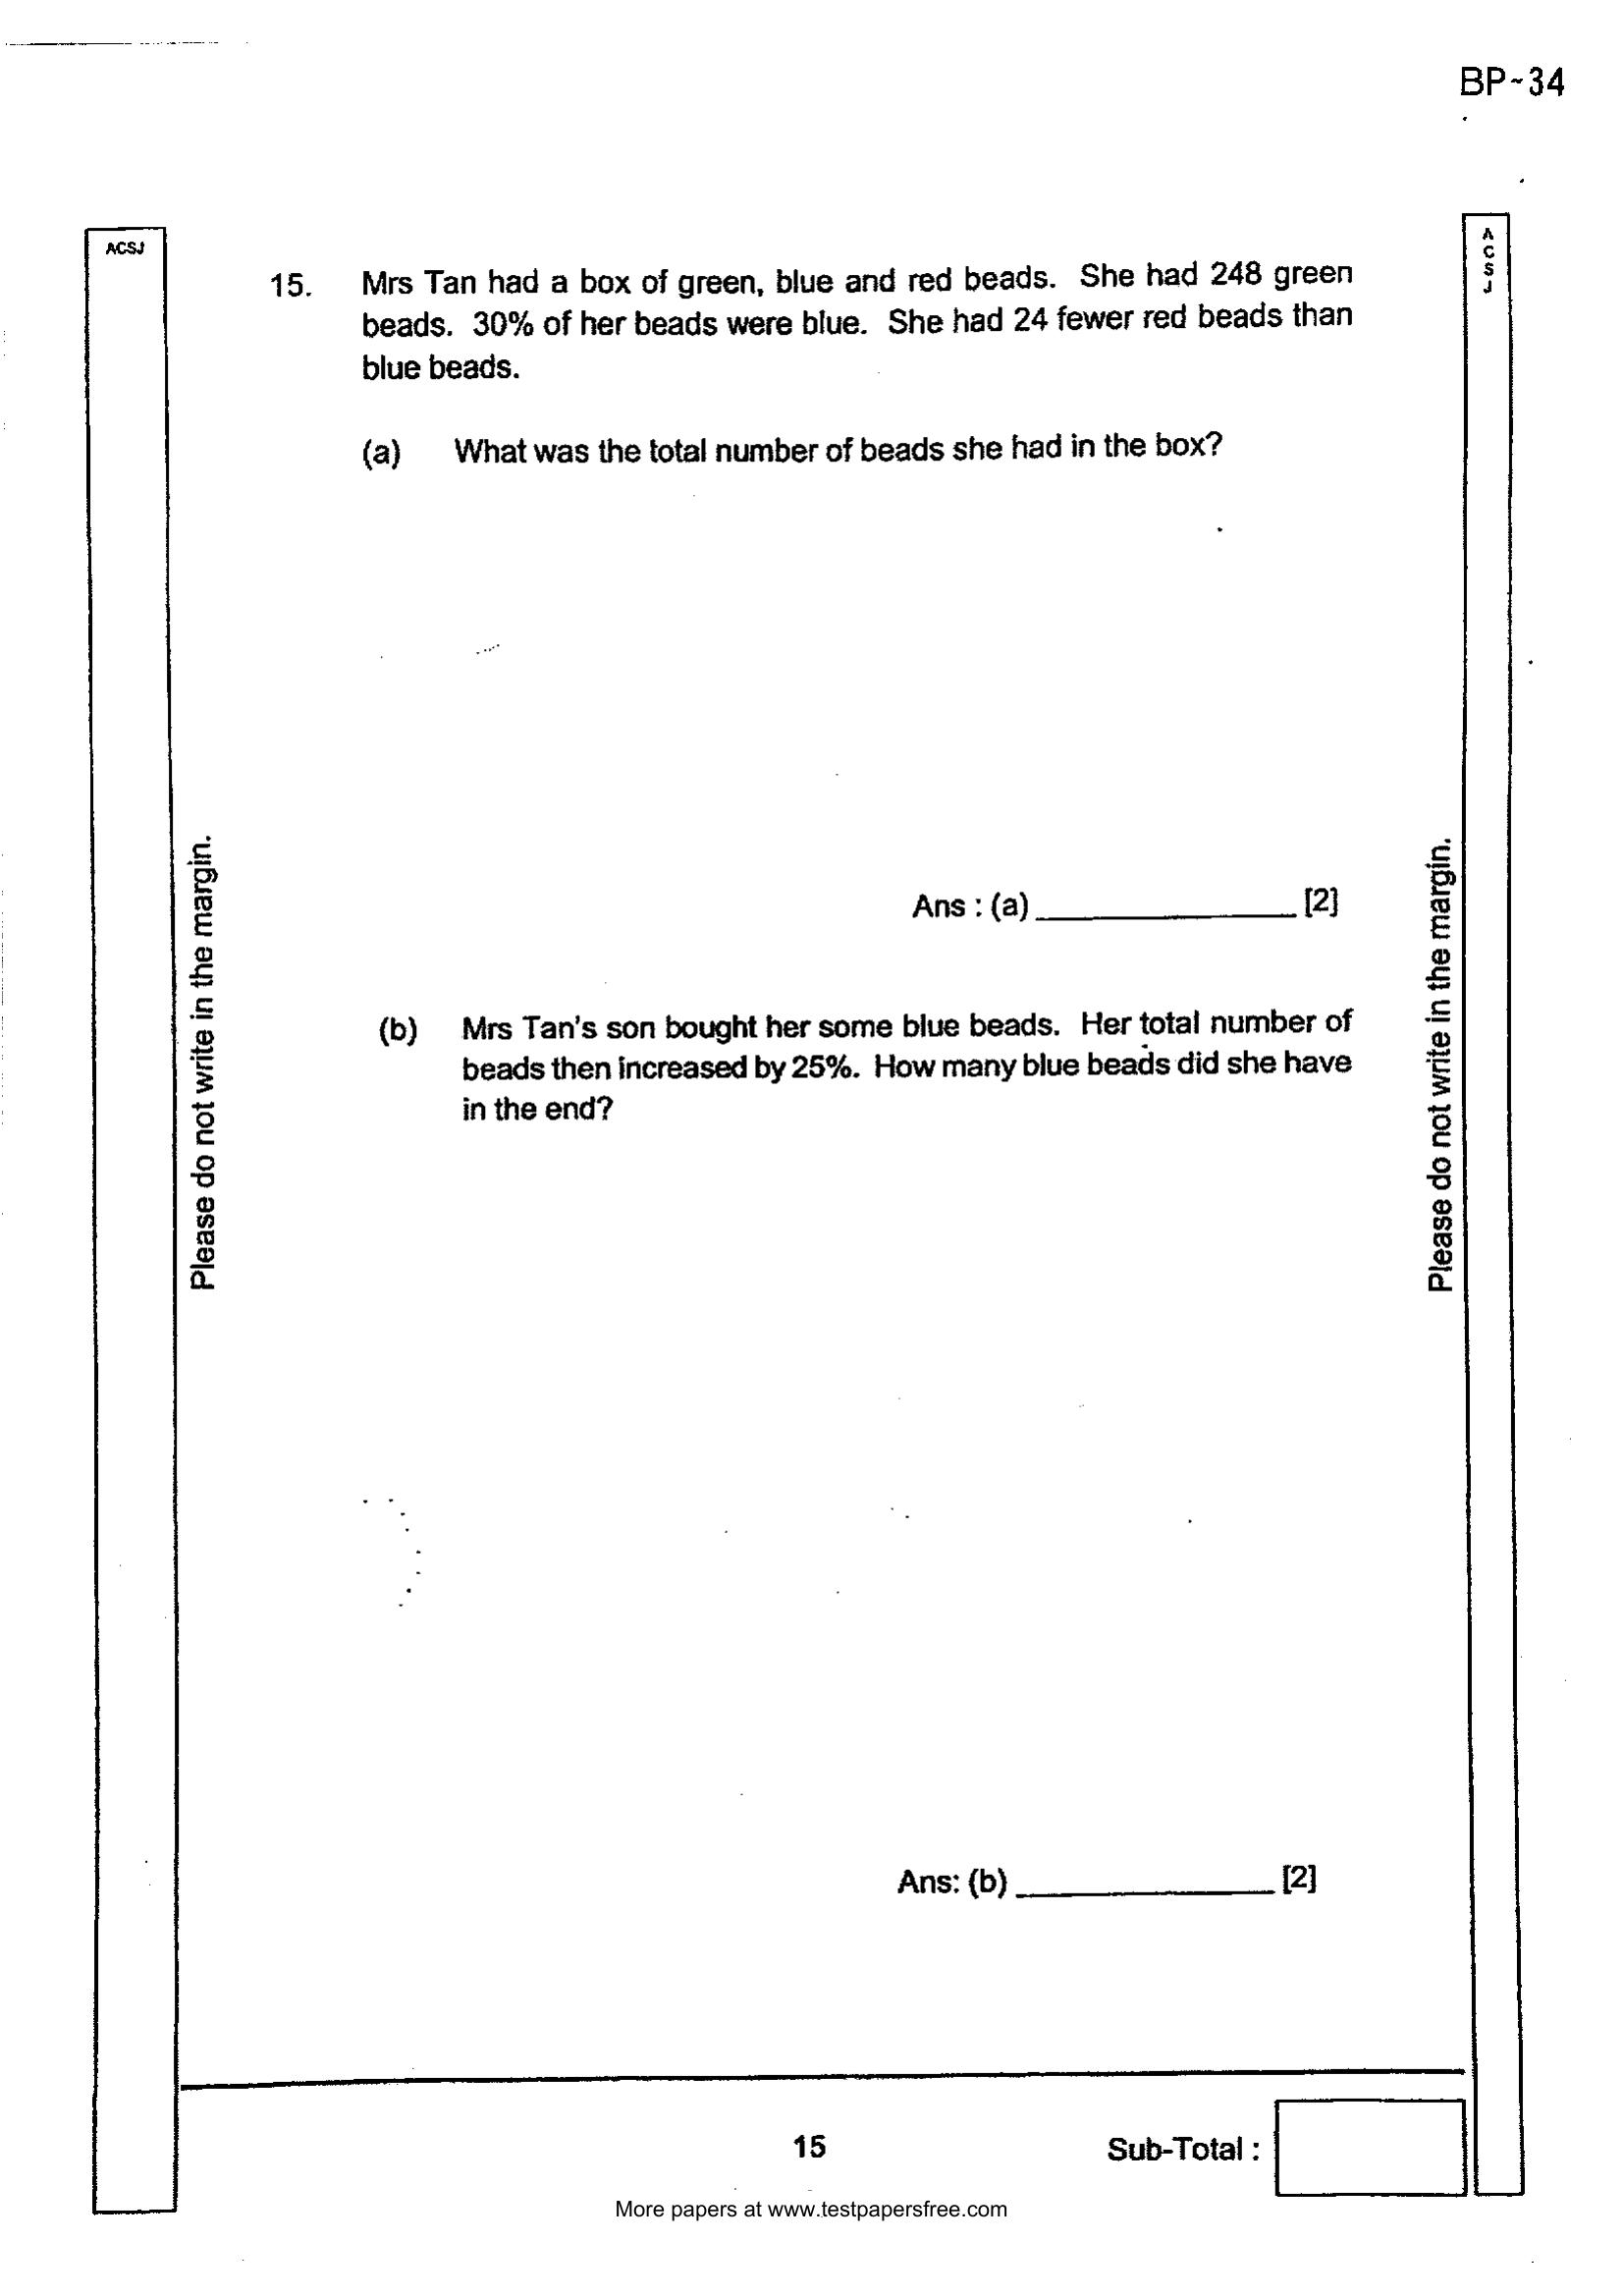 BP~34
ACSJ
A
C
S
J
15. Mrs Tan had a box of green, blue and red beads. She had 248 green
beads. 30% of her beads were blue. She had 24 fewer red beads than
blue beads.
(a) What was the total number of beads she had in the box?
Ans : (a) ______________ [2]
Please do not write in the margin.
Please do not write in the margin.
(b) Mrs Tan's son bought her some blue beads. Her total number of
beads then increased by 25%. How many blue beads did she have
in the end?
Ans: (b) ______________ [2]
15
Sub-Total :
More papers at www.testpapersfree.com